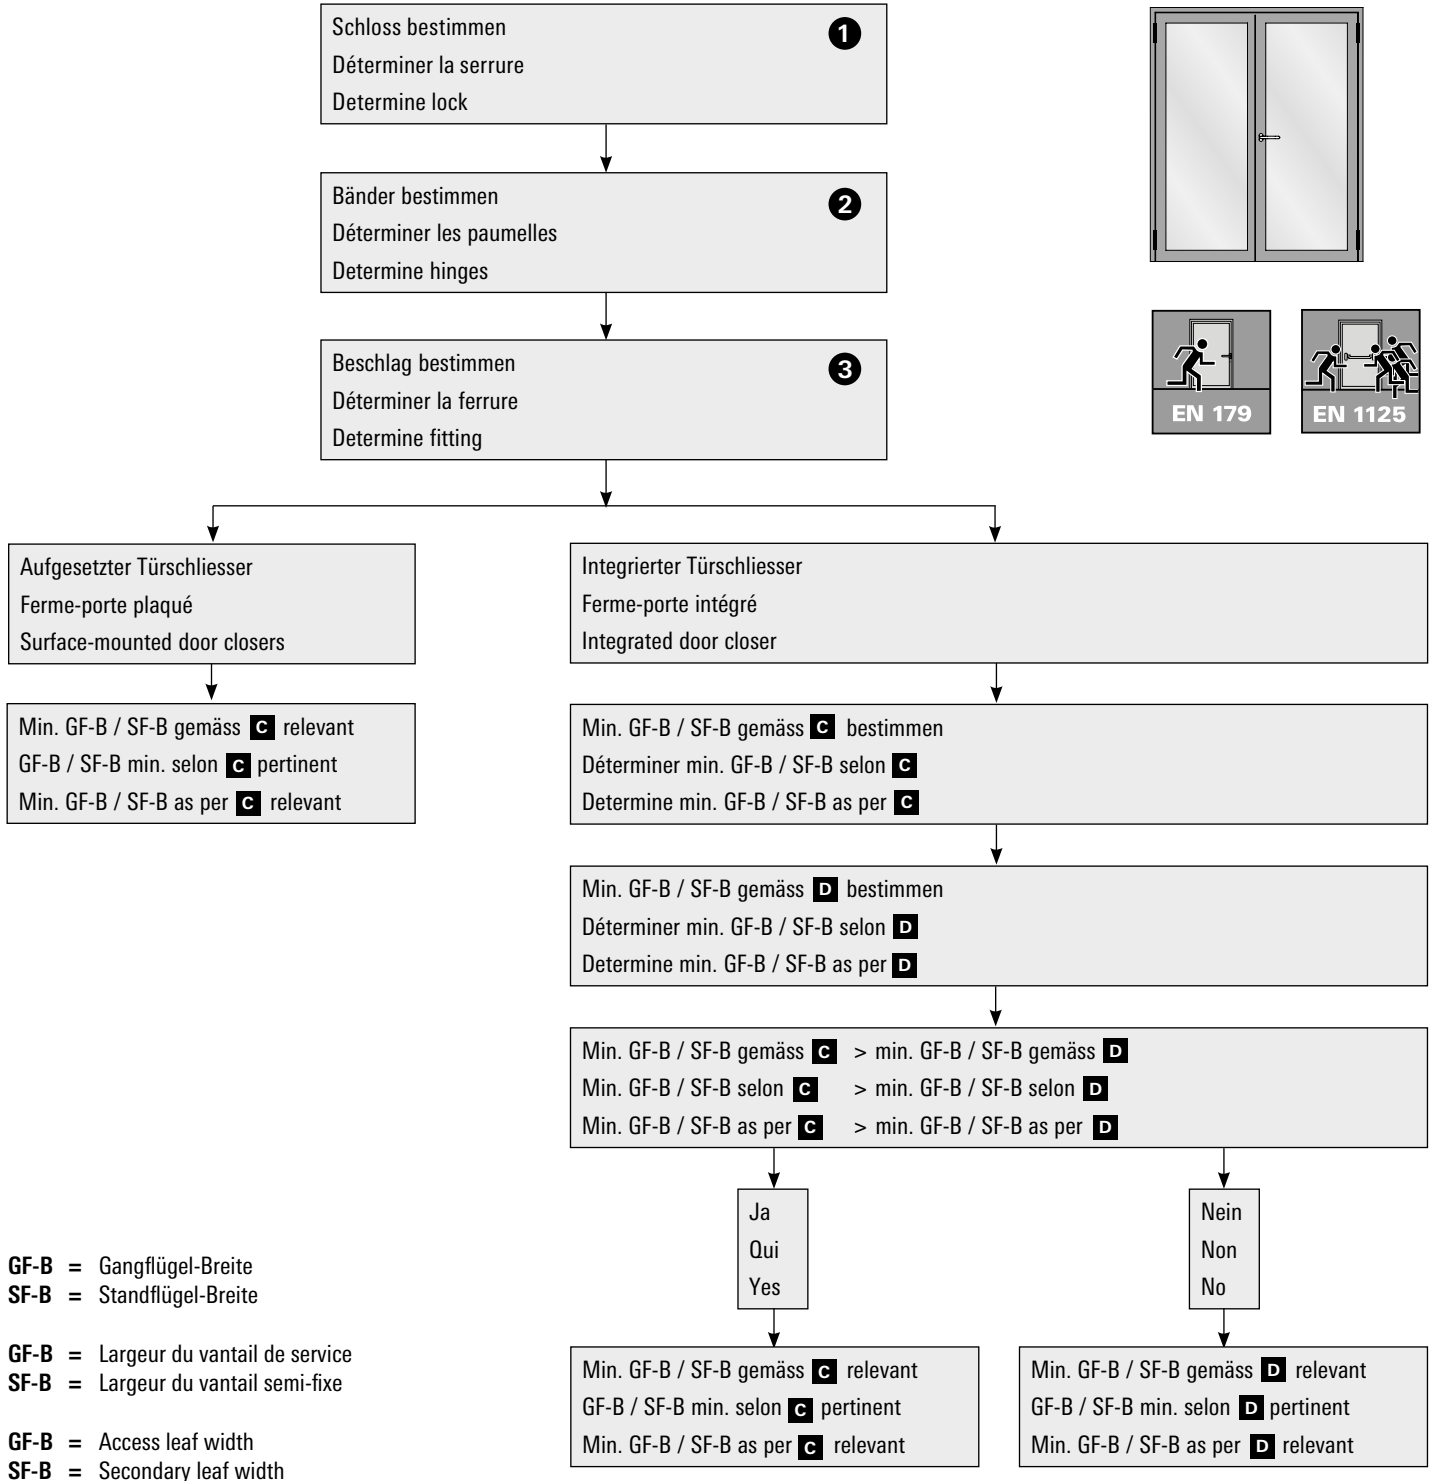 Schloss bestimmen
Déterminer la serrure
Determine lock
1
Bänder bestimmen
Déterminer les paumelles
Determine hinges
2
Beschlag bestimmen
Déterminer la ferrure
Determine fitting
3
EN 179
EN 1125
Aufgesetzter Türschliesser
Ferme-porte plaqué
Surface-mounted door closers
Integrierter Türschliesser
Ferme-porte intégré
Integrated door closer
Min. GF-B / SF-B gemäss C relevant
GF-B / SF-B min. selon C pertinent
Min. GF-B / SF-B as per C relevant
Min. GF-B / SF-B gemäss C bestimmen
Déterminer min. GF-B / SF-B selon C
Determine min. GF-B / SF-B as per C
Min. GF-B / SF-B gemäss D bestimmen
Déterminer min. GF-B / SF-B selon D
Determine min. GF-B / SF-B as per D
Min. GF-B / SF-B gemäss C > min. GF-B / SF-B gemäss D
Min. GF-B / SF-B selon C > min. GF-B / SF-B selon D
Min. GF-B / SF-B as per C > min. GF-B / SF-B as per D
Ja
Qui
Yes
Nein
Non
No
Min. GF-B / SF-B gemäss C relevant
GF-B / SF-B min. selon C pertinent
Min. GF-B / SF-B as per C relevant
Min. GF-B / SF-B gemäss D relevant
GF-B / SF-B min. selon D pertinent
Min. GF-B / SF-B as per D relevant
GF-B = Gangflügel-Breite
SF-B = Standflügel-Breite
GF-B = Largeur du vantail de service
SF-B = Largeur du vantail semi-fixe
GF-B = Access leaf width
SF-B = Secondary leaf width